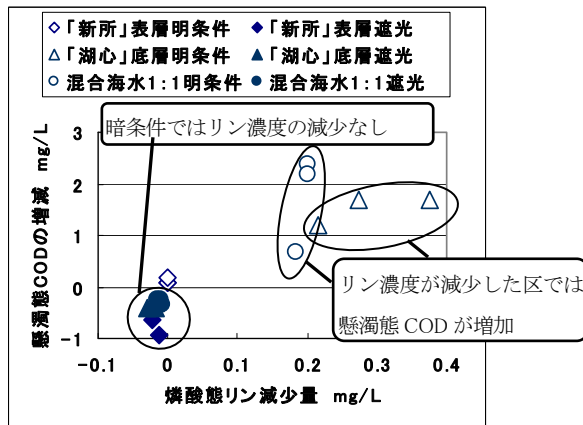 「新所」表層明条件 「新所」表層遮光
「湖心」底層明条件 「湖心」底層遮光
混合海水1:1明条件 混合海水1:1遮光
暗条件ではリン濃度の減少なし
3
2
1
0
-1
懸濁態CODの増減 mg/L
リン濃度が減少した区では
懸濁態 COD が増加
-0.1 0 0.1 0.2 0.3 0.4
燐酸態リン減少量 mg/L